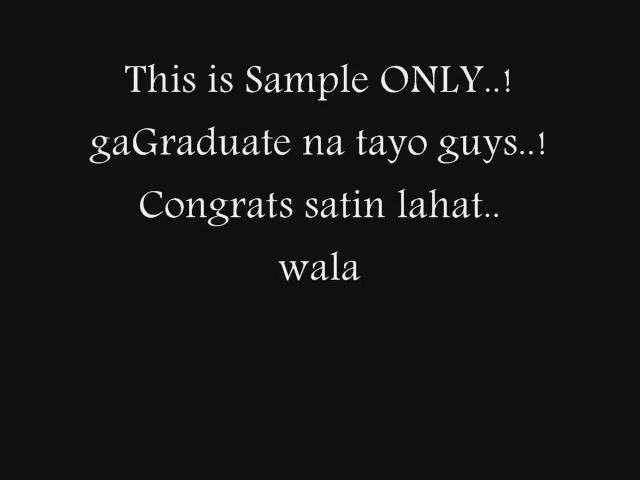 This is Sample ONLY..!
gaGraduate na tayo guys..!
Congrats satin lahat..
wala